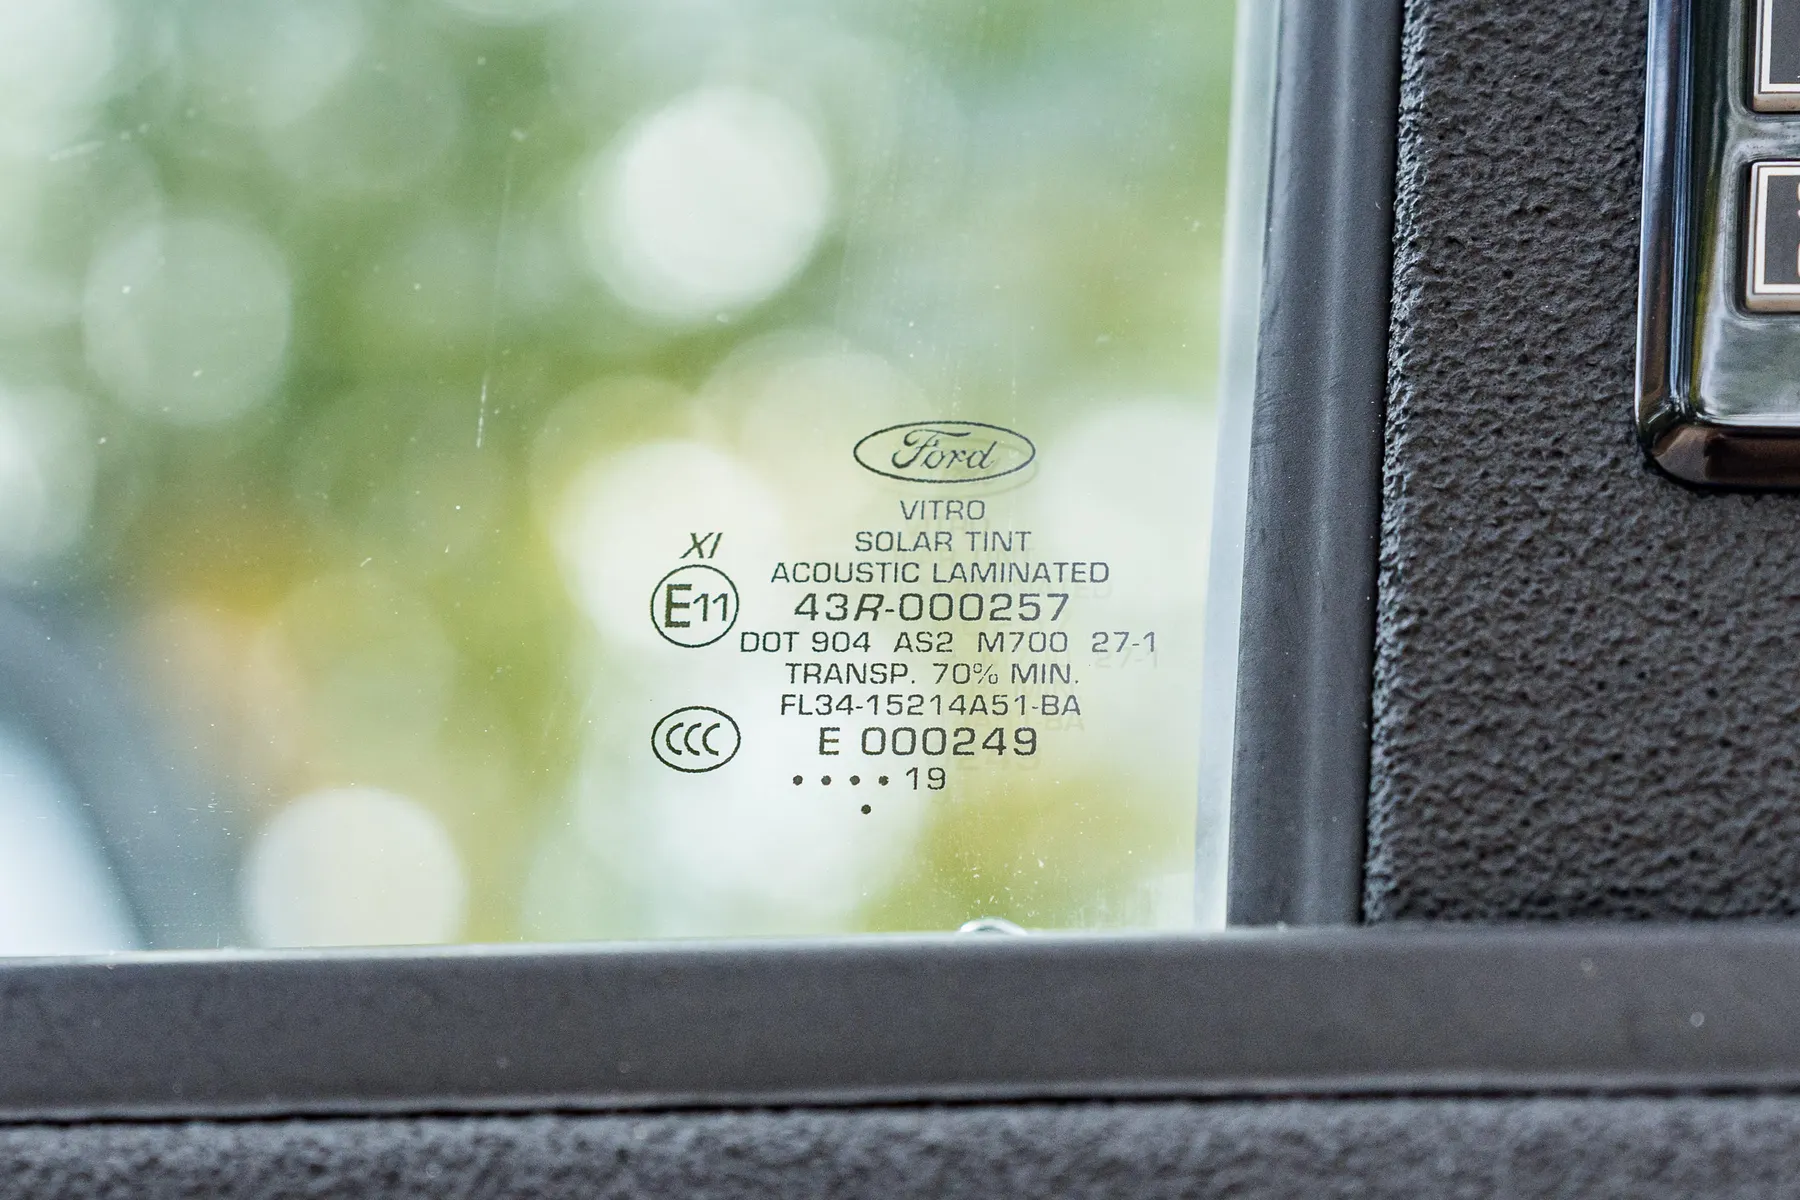 Ford
VITRO
SOLAR TINT
XI
ACOUSTIC LAMINATED
E11
43R-000257
DOT 904 AS2 M700 27-1
TRANSP. 70% MIN.
FL34-15214A51-BA
CCC
E 000249
• • • • 19
•